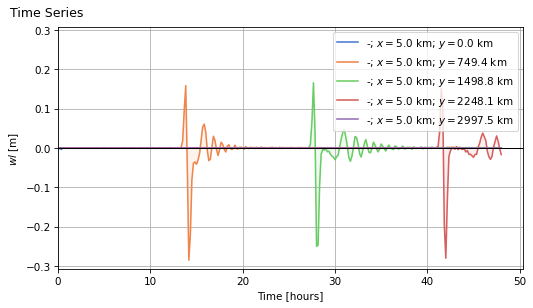 Time Series
0.3
0.2
0.1
0.0
−0.1
−0.2
−0.3
wl [m]
-; x = 5.0 km; y = 0.0 km
-; x = 5.0 km; y = 749.4 km
-; x = 5.0 km; y = 1498.8 km
-; x = 5.0 km; y = 2248.1 km
-; x = 5.0 km; y = 2997.5 km
0 10 20 30 40 50
Time [hours]